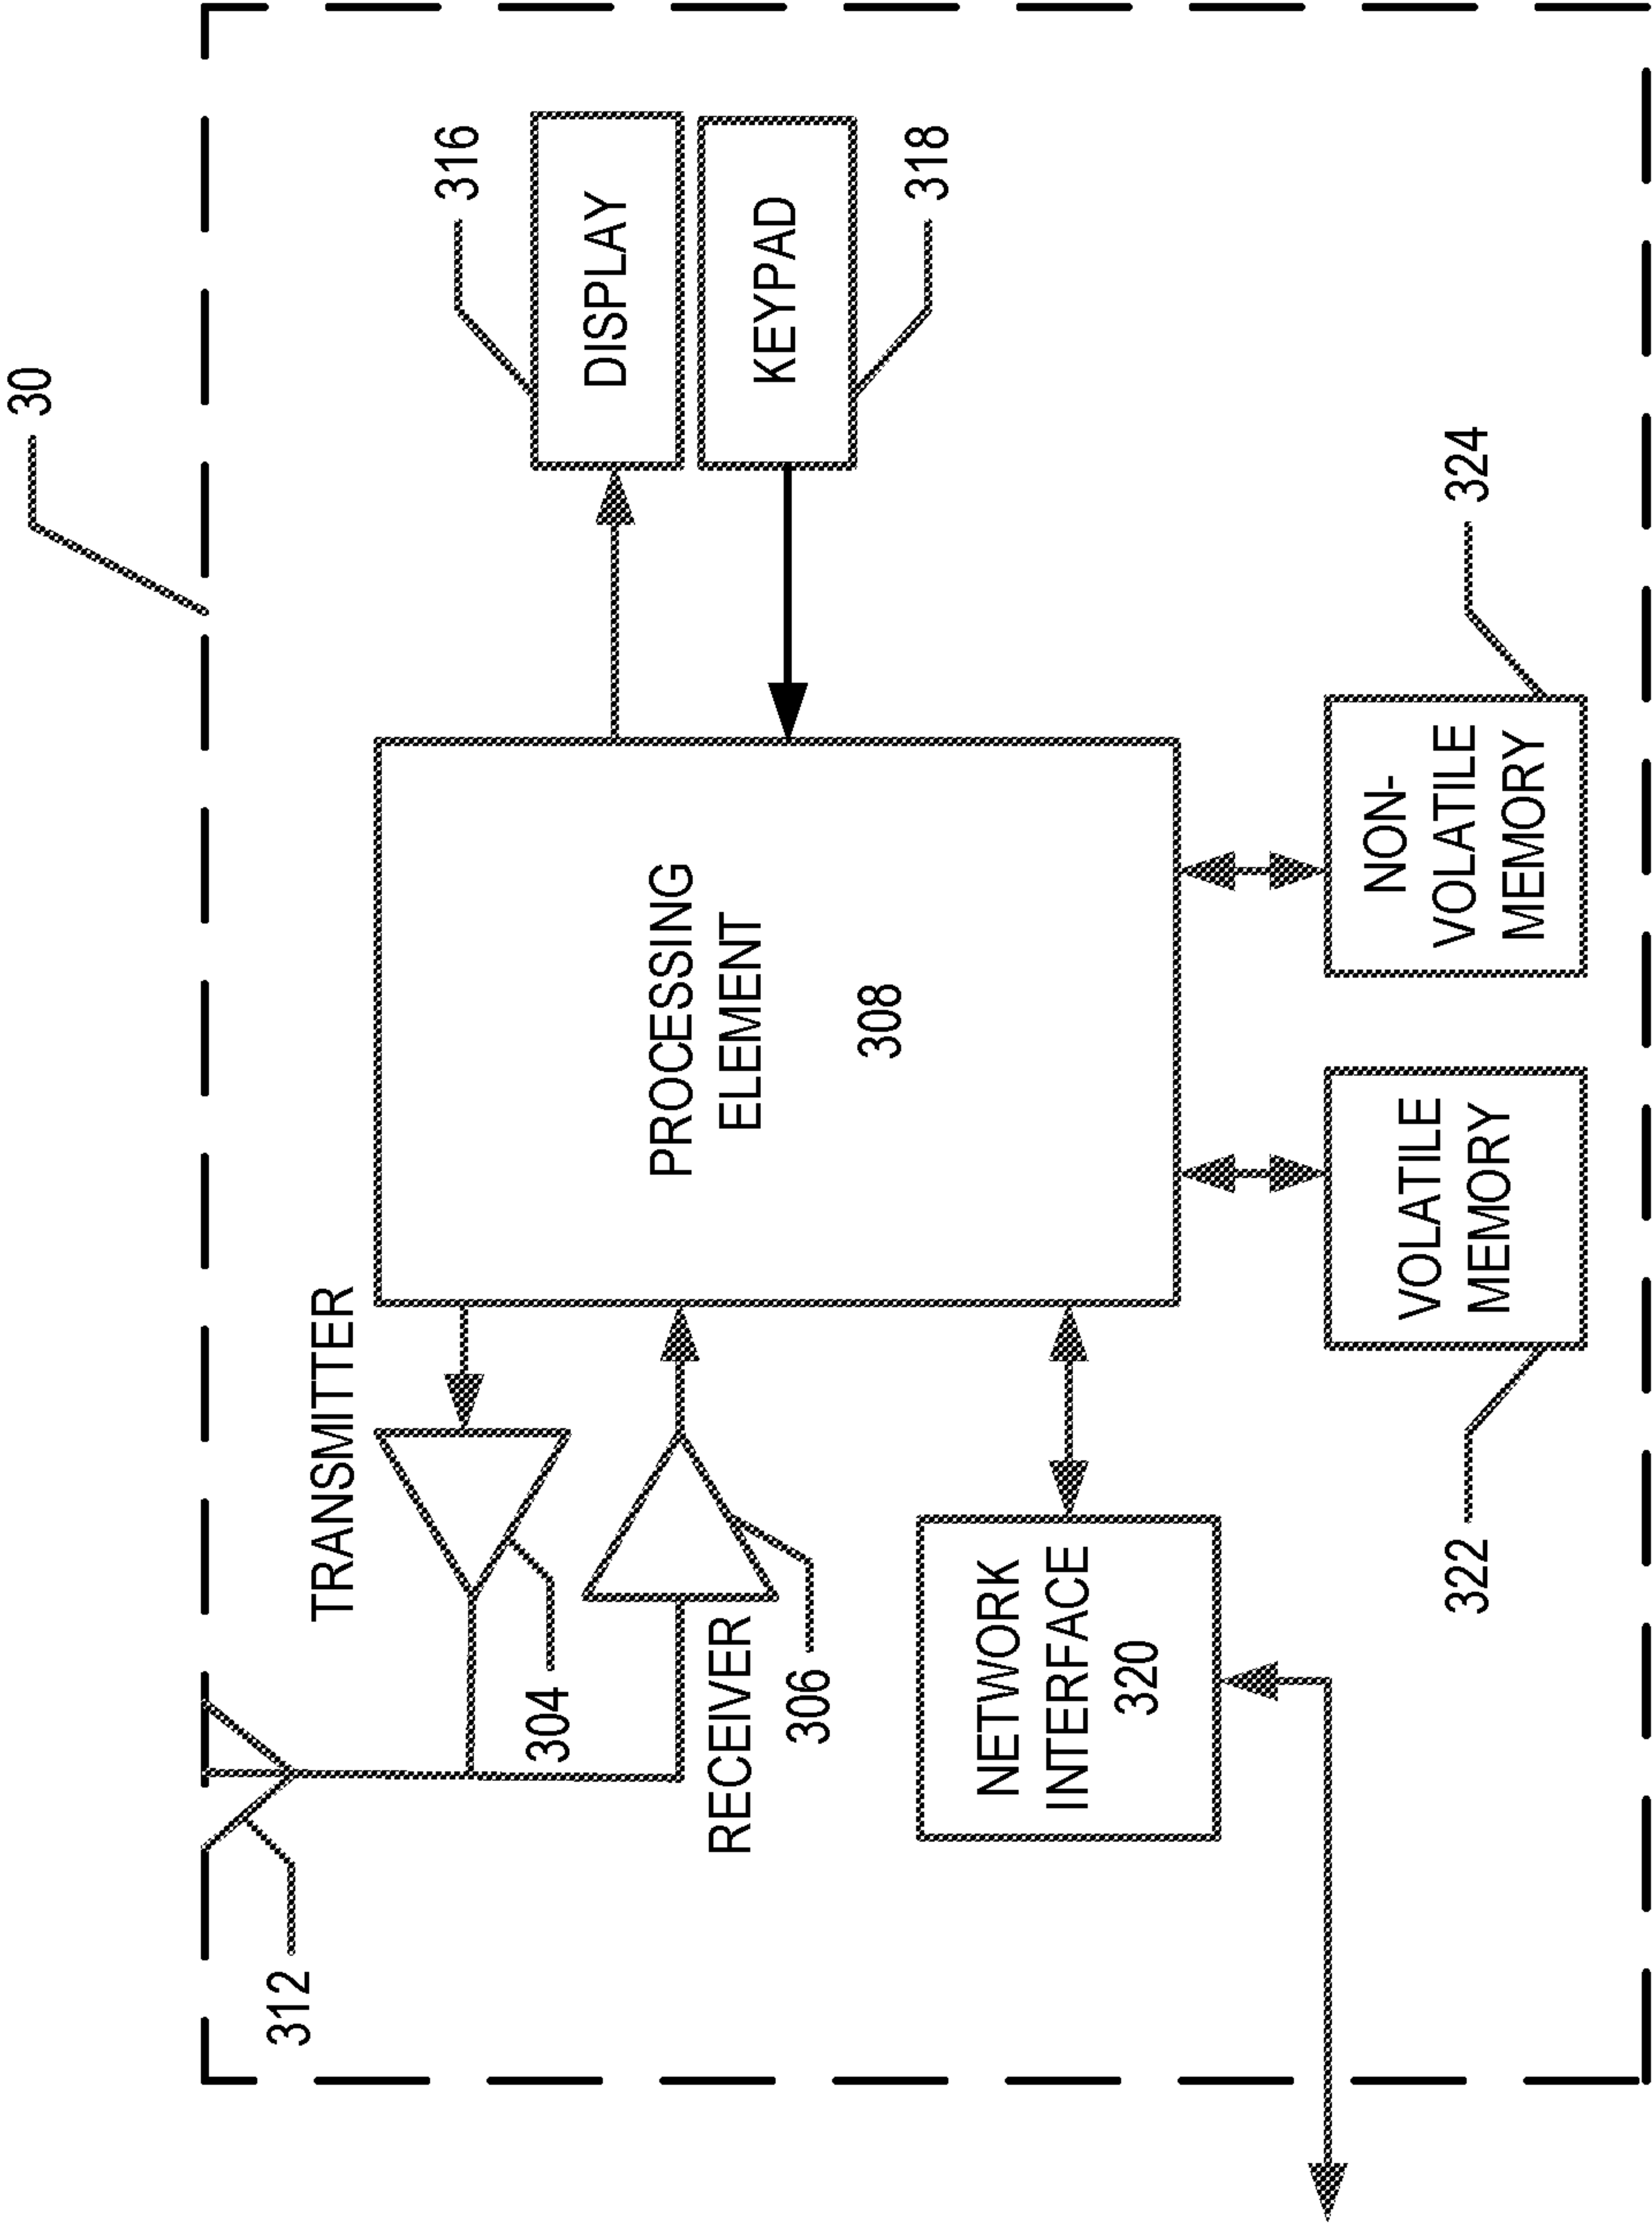 30
312
TRANSMITTER
304
RECEIVER
306
PROCESSING
ELEMENT
308
316
DISPLAY
KEYPAD
318
NETWORK
INTERFACE
320
322
VOLATILE
MEMORY
NON-
VOLATILE
MEMORY
324